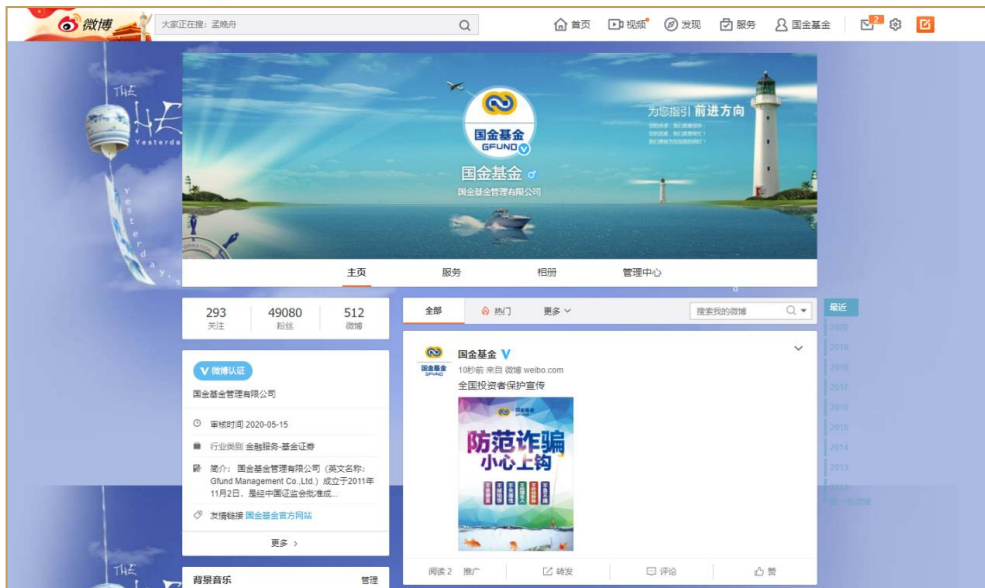 微博
大家正在搜：孟晚舟
首页
视频
发现
服务
国金基金
2
THE
Yesterda
国金基金
GFUND
国金基金
国金基金管理有限公司
为您指引 前进方向
主页
服务
相册
管理中心
293
关注
49080
粉丝
512
微博
全部
热门
更多
搜索我的微博
最近
2020
2019
2018
2017
2016
2015
2014
2013
V 微博认证
国金基金管理有限公司
审核时间 2020-05-15
行业类别 金融服务-基金证券
简介： 国金基金管理有限公司（英文名称：
Gfund Management Co.,Ltd.）成立于2011年
11月2日，是经中国证监会批准成...
友情链接 国金基金官方网站
更多 >
背景音乐
管理
国金基金
GFUND
国金基金 V
10秒前 来自 微博 weibo.com
全国投资者保护宣传
防范诈骗
小心上钩
阅读 2
推广
转发
评论
赞
THE